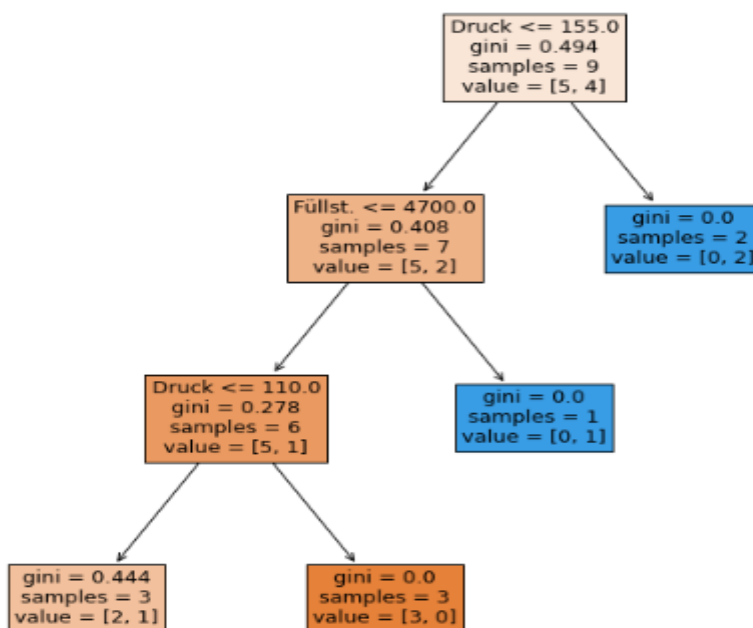 Druck <= 155.0
gini = 0.494
samples = 9
value = [5, 4]
Füllst. <= 4700.0
gini = 0.408
samples = 7
value = [5, 2]
gini = 0.0
samples = 2
value = [0, 2]
Druck <= 110.0
gini = 0.278
samples = 6
value = [5, 1]
gini = 0.0
samples = 1
value = [0, 1]
gini = 0.444
samples = 3
value = [2, 1]
gini = 0.0
samples = 3
value = [3, 0]